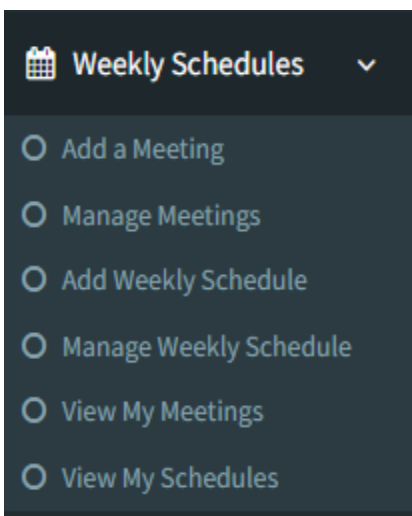 Weekly Schedules
Add a Meeting
Manage Meetings
Add Weekly Schedule
Manage Weekly Schedule
View My Meetings
View My Schedules